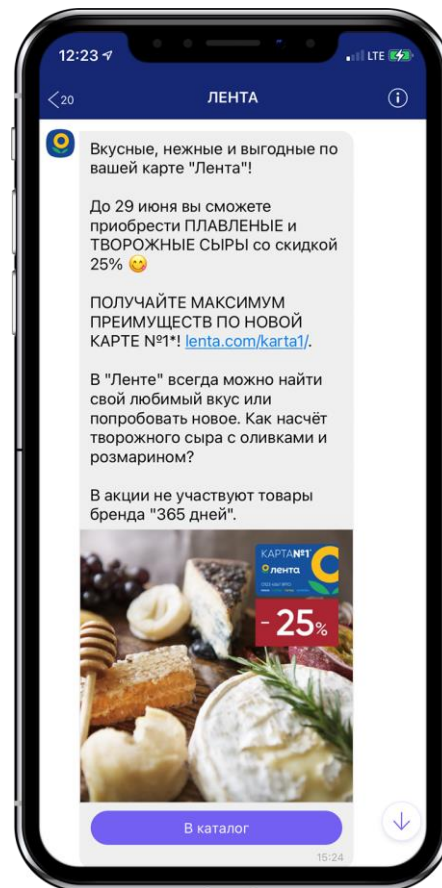 12:23
LTE
20
ЛЕНТА
Вкусные, нежные и выгодные по
вашей карте "Лента"!
До 29 июня вы сможете
приобрести ПЛАВЛЕНЫЕ и
ТВОРОЖНЫЕ СЫРЫ со скидкой
25% 😋
ПОЛУЧАЙТЕ МАКСИМУМ
ПРЕИМУЩЕСТВ ПО НОВОЙ
КАРТЕ №1*! lenta.com/karta1/.
В "Ленте" всегда можно найти
свой любимый вкус или
попробовать новое. Как насчёт
творожного сыра с оливками и
розмарином?
В акции не участвуют товары
бренда "365 дней".
КАРТА№1
лента
- 25%
В каталог
15:24